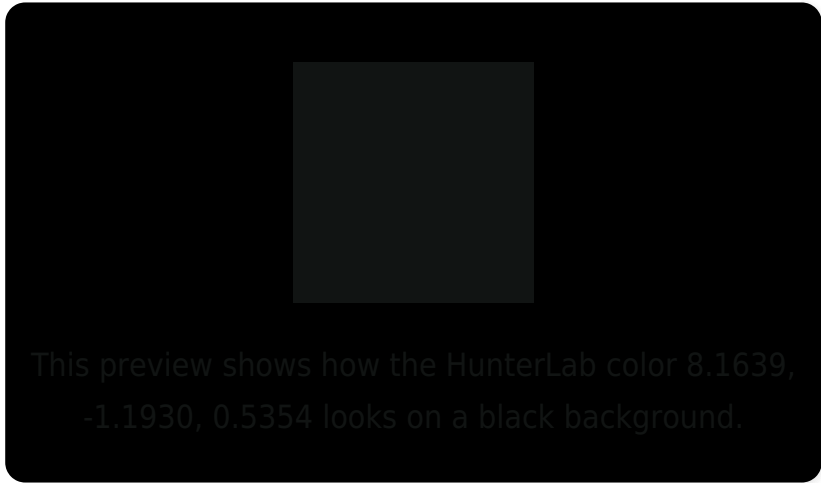 This preview shows how the HunterLab color 8.1639,
-1.1930, 0.5354 looks on a black background.